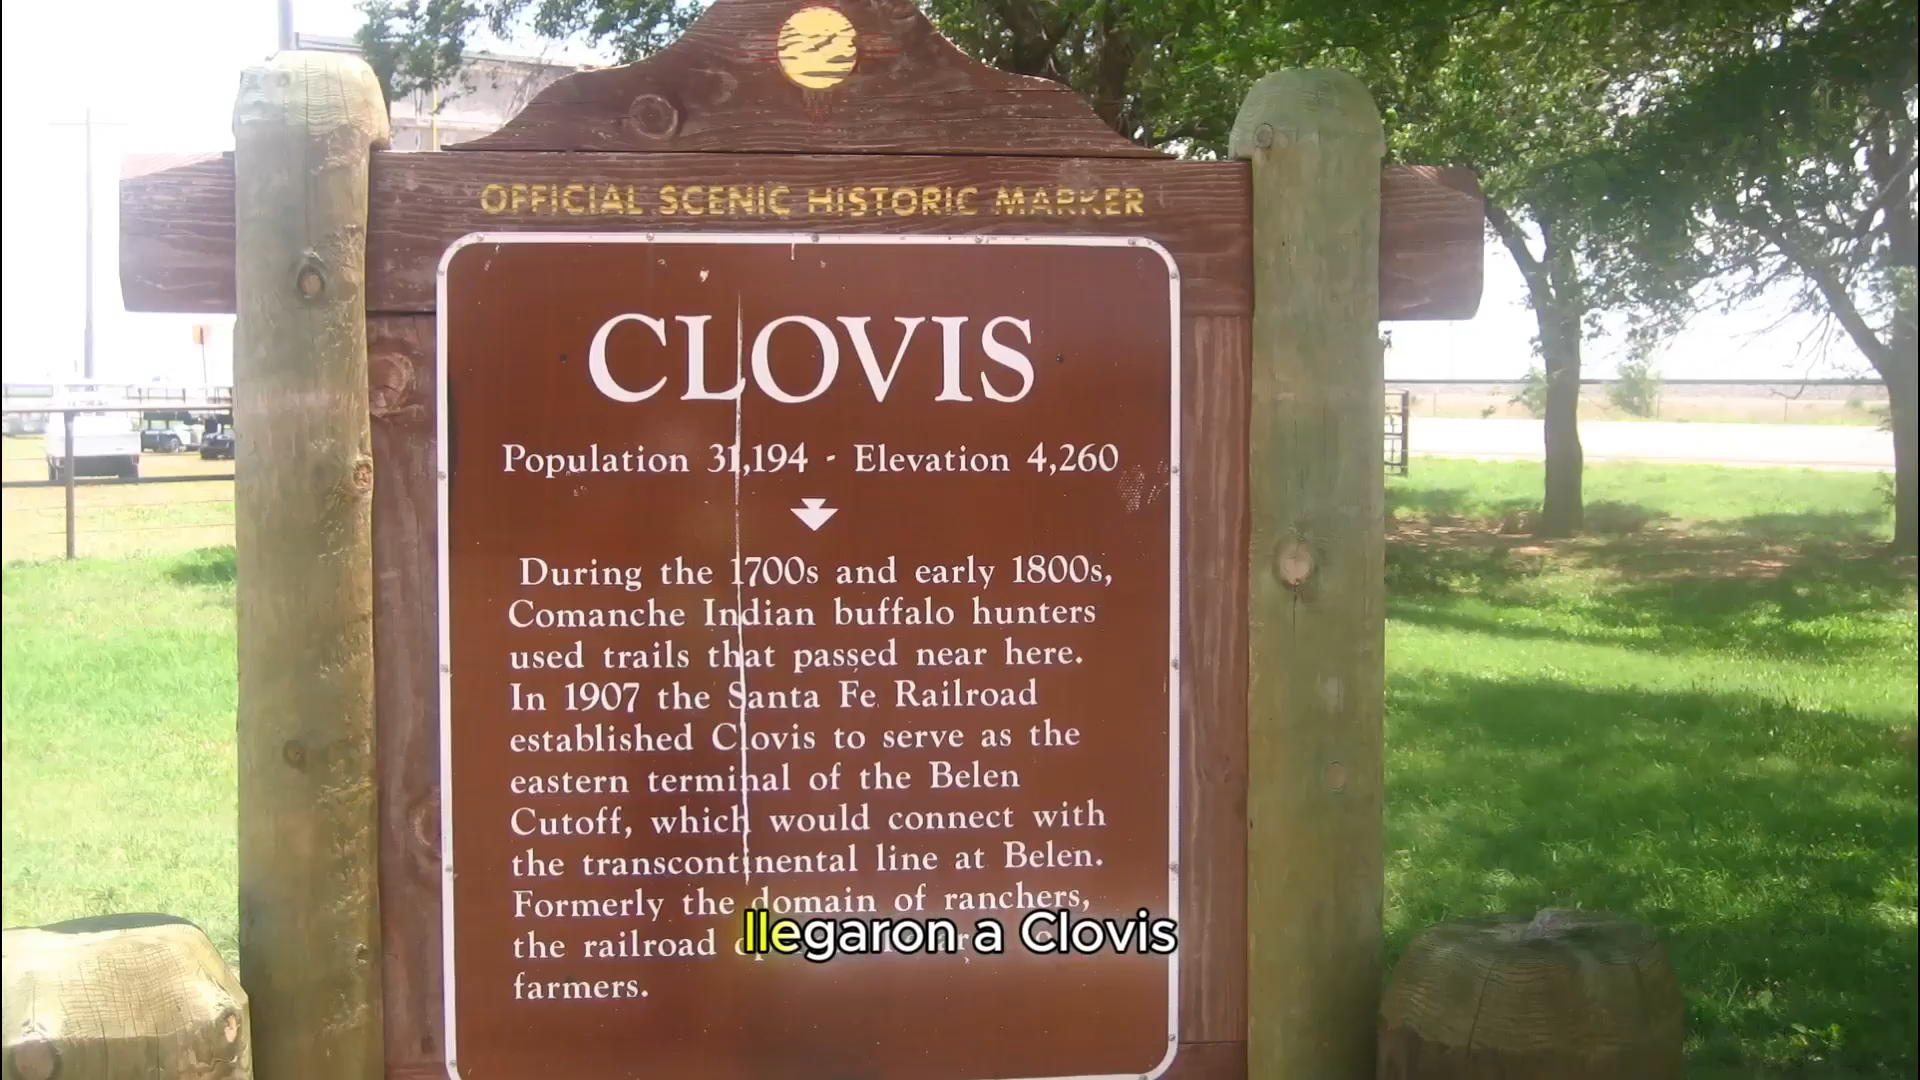 OFFICIAL SCENIC HISTORIC MARKER
CLOVIS
Population 31,194 - Elevation 4,260
During the 1700s and early 1800s,
Comanche Indian buffalo hunters
used trails that passed near here.
In 1907 the Santa Fe Railroad
established Clovis to serve as the
eastern terminal of the Belen
Cutoff, which would connect with
the transcontinental line at Belen.
Formerly the domain of ranchers,
the railroad
llegaron a Clovis
farmers.